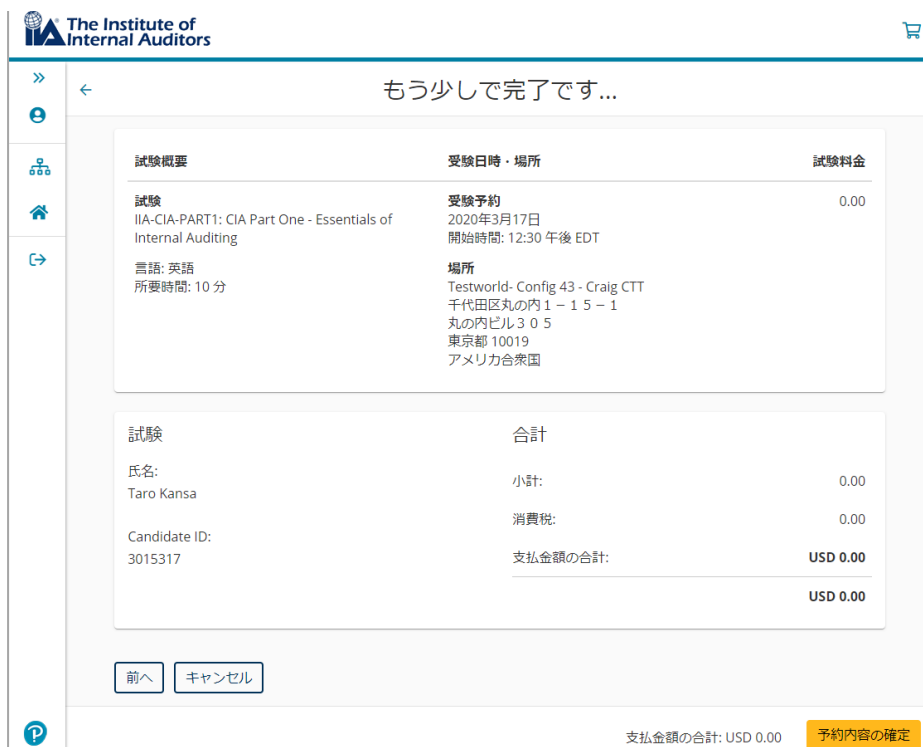 The Institute of
Internal Auditors
もう少しで完了です...
試験概要
受験日時・場所
試験料金
試験
IIA-CIA-PART1: CIA Part One - Essentials of
Internal Auditing
言語: 英語
所要時間: 10 分
受験予約
2020年3月17日
開始時間: 12:30 午後 EDT
場所
Testworld- Config 43 - Craig CTT
千代田区丸の内１－１５－１
丸の内ビル３０５
東京都 10019
アメリカ合衆国
0.00
試験
氏名:
Taro Kansa
Candidate ID:
3015317
合計
小計: 0.00
消費税: 0.00
支払金額の合計: USD 0.00
USD 0.00
前へ
キャンセル
支払金額の合計: USD 0.00
予約内容の確定